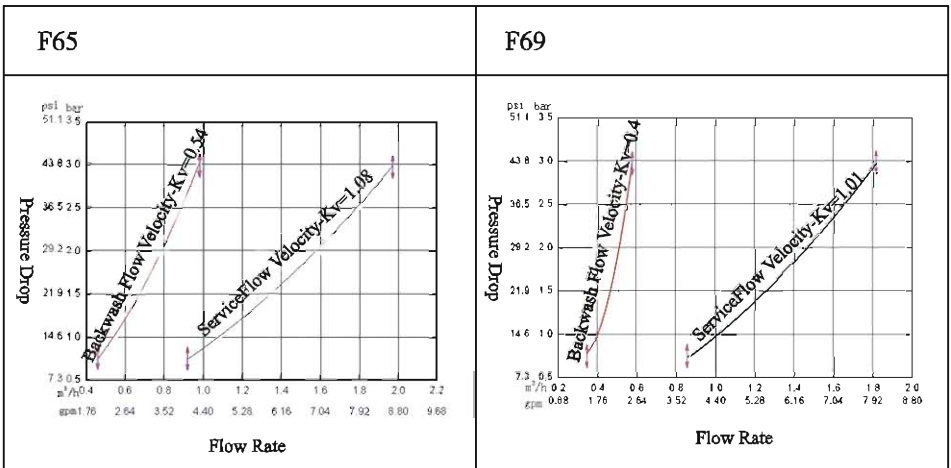 F65
F69
psi bar
51.1 3.5
43.8 3.0
36.5 2.5
29.2 2.0
21.9 1.5
14.6 1.0
7.3 0.5
Pressure Drop
Backwash Flow Velocity-Kv=0.54
ServiceFlow Velocity-Kv=1.08
m³/h 0.4 0.6 0.8 1.0 1.2 1.4 1.6 1.8 2.0 2.2
gpm 1.76 2.64 3.52 4.40 5.28 6.16 7.04 7.92 8.80 9.68
Flow Rate
psi bar
51.1 3.5
43.8 3.0
36.5 2.5
29.2 2.0
21.9 1.5
14.6 1.0
7.3 0.5
Pressure Drop
Backwash Flow Velocity-Kv=0.4
ServiceFlow Velocity-Kv=1.01
m³/h 0.2 0.4 0.6 0.8 1.0 1.2 1.4 1.6 1.8 2.0
gpm 0.88 1.76 2.64 3.52 4.40 5.28 6.16 7.04 7.92 8.80
Flow Rate